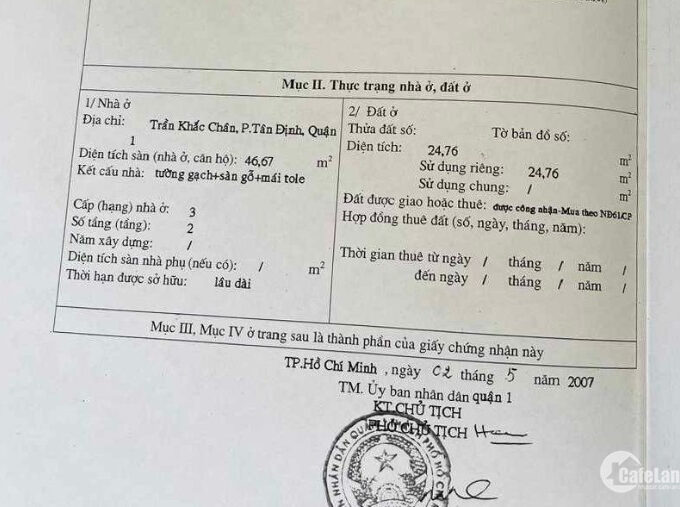 Mục II. Thực trạng nhà ở, đất ở
1/ Nhà ở
Địa chỉ: Trần Khắc Chân, P.Tân Định, Quận
1
Diện tích sàn (nhà ở, căn hộ): 46,67 m²
Kết cấu nhà: tường gạch+sàn gỗ+mái tole
Cấp (hạng) nhà ở: 3
Số tầng (tầng): 2
Năm xây dựng: /
Diện tích sàn nhà phụ (nếu có): / m²
Thời hạn được sở hữu: lâu dài
2/ Đất ở
Thửa đất số: Tờ bản đồ số:
Diện tích: 24,76 m²
Sử dụng riêng: 24,76 m²
Sử dụng chung: / m²
Đất được giao hoặc thuê: được công nhận-Mua theo NĐ61.CP
Hợp đồng thuê đất (số, ngày, tháng, năm):
Thời gian thuê từ ngày / tháng / năm /
đến ngày / tháng / năm /
Mục III, Mục IV ở trang sau là thành phần của giấy chứng nhận này
TP.Hồ Chí Minh, ngày 02 tháng 5 năm 2007
TM. Ủy ban nhân dân quận 1
KT.CHỦ TỊCH
PHÓ CHỦ TỊCH
CafeLan